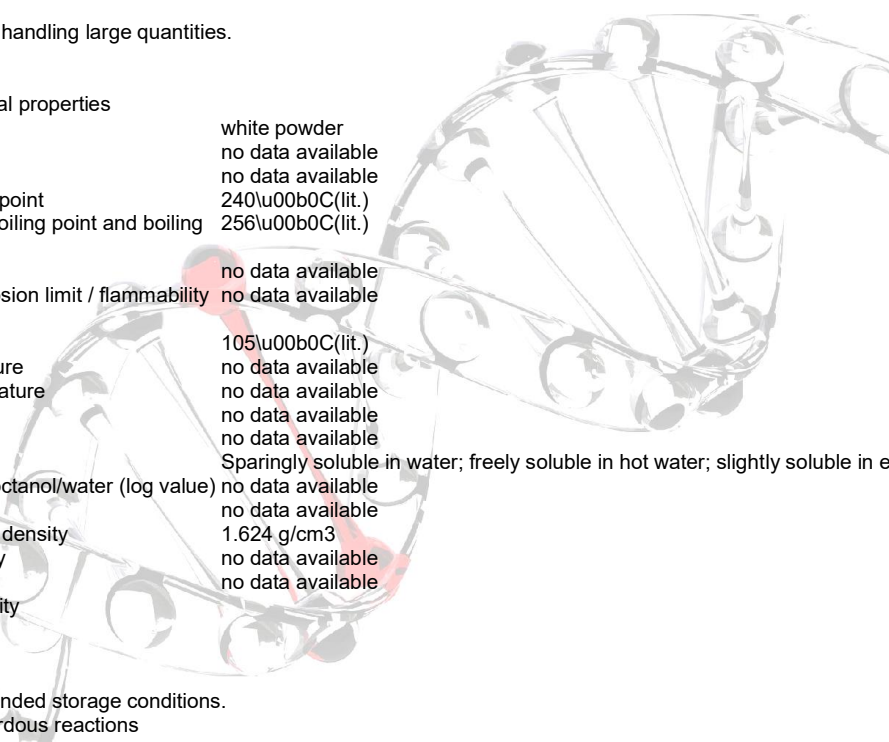 handling large quantities.
al properties
white powder
no data available
no data available
point 240\u00b0C(lit.)
oiling point and boiling 256\u00b0C(lit.)
no data available
sion limit / flammability no data available
105\u00b0C(lit.)
ure no data available
ature no data available
no data available
no data available
Sparingly soluble in water; freely soluble in hot water; slightly soluble in e
octanol/water (log value) no data available
no data available
density 1.624 g/cm3
y no data available
no data available
ity
nded storage conditions.
rdous reactions